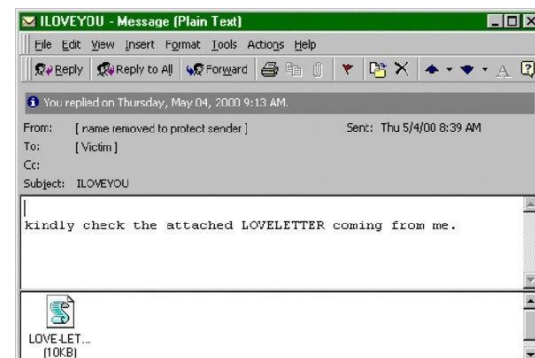 ILOVEYOU - Message (Plain Text)
File Edit View Insert Format Tools Actions Help
Reply Reply to All Forward A
You replied on Thursday, May 04, 2000 9:13 AM.
From: [ name removed to protect sender ] Sent: Thu 5/4/00 8:39 AM
To: [ Victim ]
Cc:
Subject: ILOVEYOU
kindly check the attached LOVELETTER coming from me.
LOVE-LET...
(10KB)